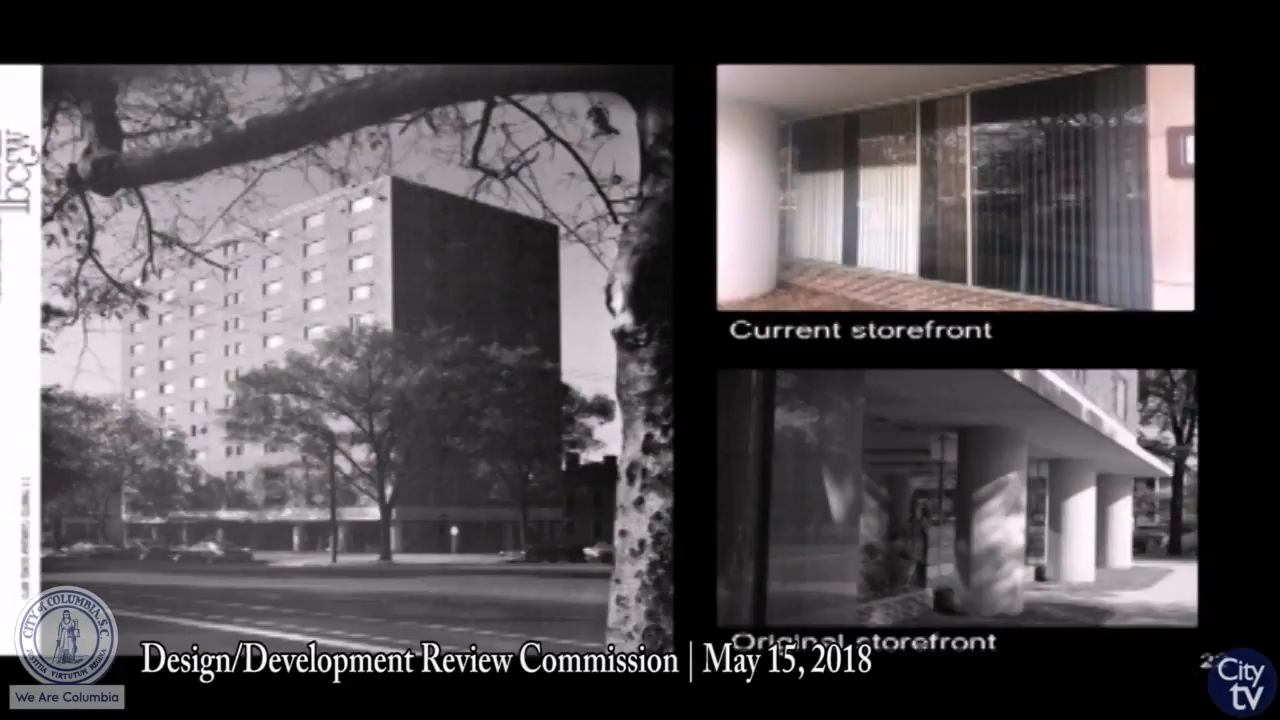 Current storefront
Original storefront
Design/Development Review Commission | May 15, 2018
CITY of COLUMBIA, S.C.
JUSTITIA VIRTUTUM REGINA
We Are Columbia
City
tv